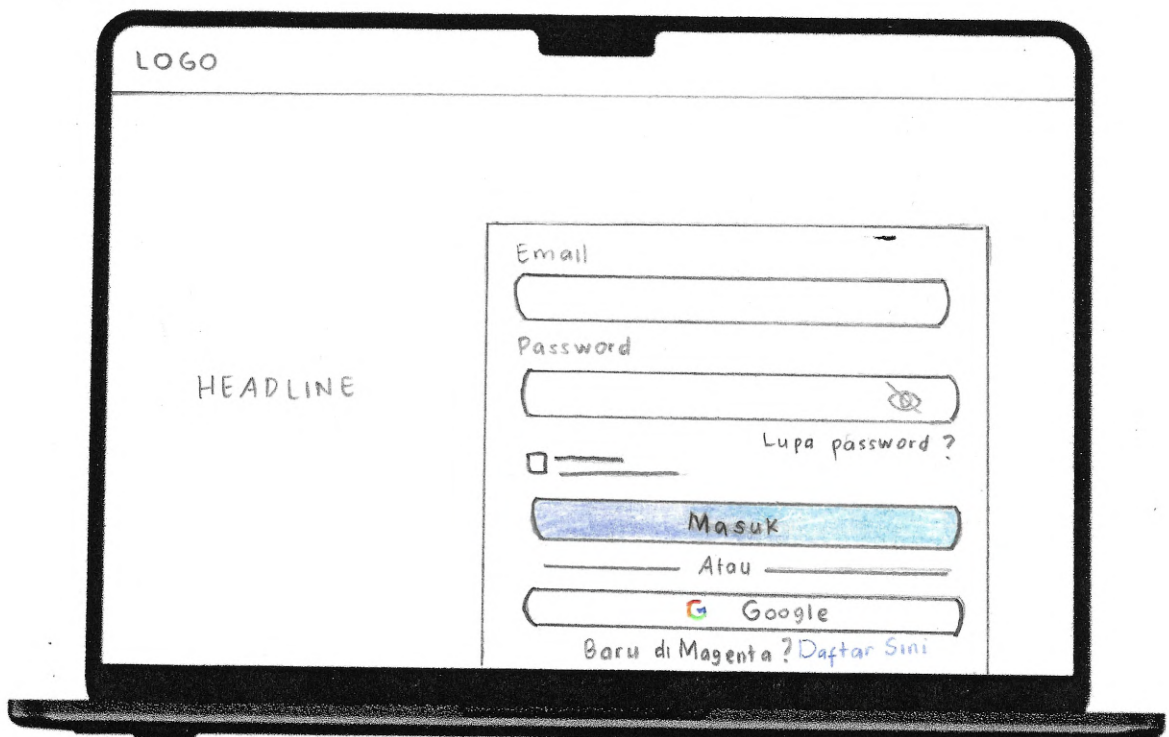 LOGO
HEADLINE
Email
Password
Lupa password ?
Masuk
Atau
G Google
Baru di Magenta ? Daftar Sini